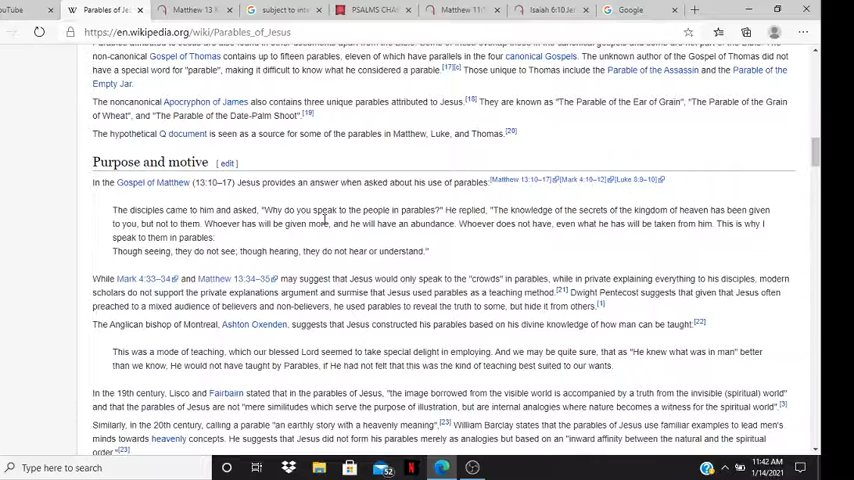 ouTube
Parables of Jes
Matthew 13 K
subject to inte
PSALMS CHA
Matthew 11:1
Isaiah 6:10 Je
Google
https://en.wikipedia.org/wiki/Parables_of_Jesus
non-canonical Gospel of Thomas contains up to fifteen parables, eleven of which have parallels in the four canonical Gospels. The unknown author of the Gospel of Thomas did not
have a special word for "parable", making it difficult to know what he considered a parable.[17][c] Those unique to Thomas include the Parable of the Assassin and the Parable of the
Empty Jar.
The noncanonical Apocryphon of James also contains three unique parables attributed to Jesus.[18] They are known as "The Parable of the Ear of Grain", "The Parable of the Grain
of Wheat", and "The Parable of the Date-Palm Shoot".[19]
The hypothetical Q document is seen as a source for some of the parables in Matthew, Luke, and Thomas.[20]
Purpose and motive [ edit ]
In the Gospel of Matthew (13:10–17) Jesus provides an answer when asked about his use of parables:[Matthew 13:10–17][Mark 4:10–12][Luke 8:9–10]
The disciples came to him and asked, "Why do you speak to the people in parables?" He replied, "The knowledge of the secrets of the kingdom of heaven has been given
to you, but not to them. Whoever has will be given more, and he will have an abundance. Whoever does not have, even what he has will be taken from him. This is why I
speak to them in parables:
Though seeing, they do not see; though hearing, they do not hear or understand."
While Mark 4:33–34 and Matthew 13:34–35 may suggest that Jesus would only speak to the "crowds" in parables, while in private explaining everything to his disciples, modern
scholars do not support the private explanations argument and surmise that Jesus used parables as a teaching method.[21] Dwight Pentecost suggests that given that Jesus often
preached to a mixed audience of believers and non-believers, he used parables to reveal the truth to some, but hide it from others.[1]
The Anglican bishop of Montreal, Ashton Oxenden, suggests that Jesus constructed his parables based on his divine knowledge of how man can be taught:[22]
This was a mode of teaching, which our blessed Lord seemed to take special delight in employing. And we may be quite sure, that as "He knew what was in man" better
than we know, He would not have taught by Parables, if He had not felt that this was the kind of teaching best suited to our wants.
In the 19th century, Lisco and Fairbairn stated that in the parables of Jesus, "the image borrowed from the visible world is accompanied by a truth from the invisible (spiritual) world"
and that the parables of Jesus are not "mere similitudes which serve the purpose of illustration, but are internal analogies where nature becomes a witness for the spiritual world".[3]
Similarly, in the 20th century, calling a parable "an earthly story with a heavenly meaning",[23] William Barclay states that the parables of Jesus use familiar examples to lead men's
minds towards heavenly concepts. He suggests that Jesus did not form his parables merely as analogies but based on an "inward affinity between the natural and the spiritual
order"[23]
Type here to search
52
N
11:42 AM
1/14/2021